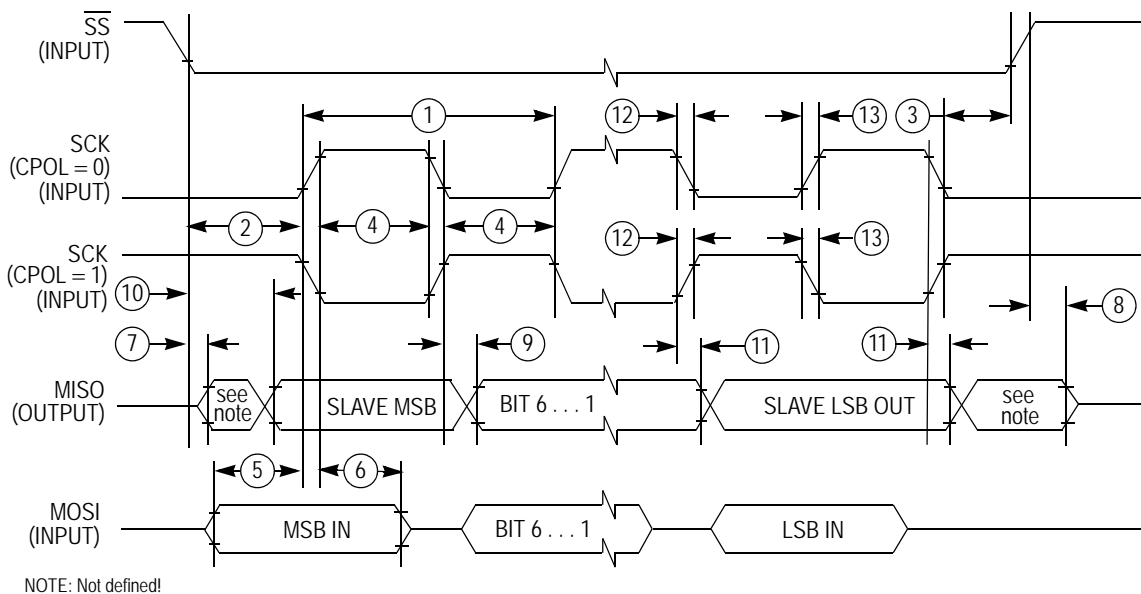 SS
(INPUT)
1
12
13
3
SCK
(CPOL = 0)
(INPUT)
2
4
4
SCK
(CPOL = 1)
(INPUT)
12
13
10
8
7
9
11
11
MISO
(OUTPUT)
see
note
SLAVE MSB
BIT 6 . . . 1
SLAVE LSB OUT
see
note
5
6
MOSI
(INPUT)
MSB IN
BIT 6 . . . 1
LSB IN
NOTE: Not defined!